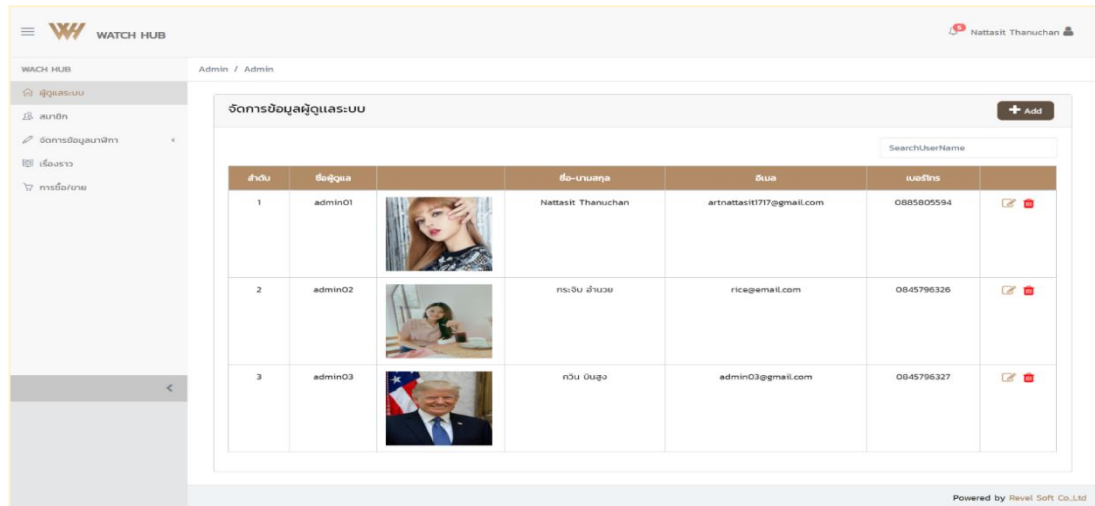 WATCH HUB
5
Nattasit Thanuchan
WACH HUB
Admin / Admin
ผู้ดูแลระบบ
สมาชิก
จัดการข้อมูลนาฬิกา
เรื่องราว
การซื้อ/ขาย
จัดการข้อมูลผู้ดูแลระบบ
Add
SearchUserName
ลำดับ ชื่อผู้ดูแล ชื่อ-นามสกุล อีเมล เบอร์โทร
1 admin01 Nattasit Thanuchan artnattasit1717@gmail.com 0885805594
2 admin02 กระจิบ อำนวย rice@email.com 0845796326
3 admin03 กวิน บินสูง admin03@gmail.com 0845796327
Powered by Revel Soft Co.,Ltd